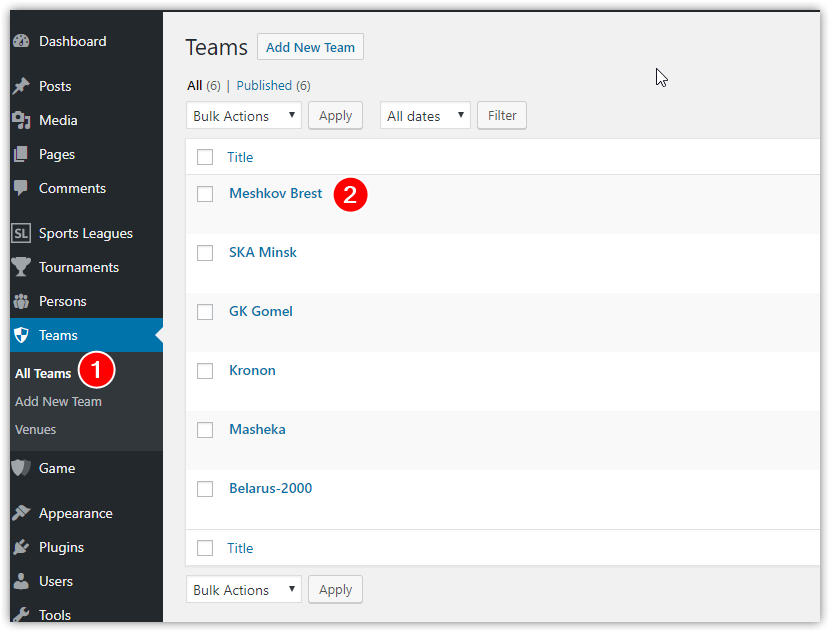 Dashboard
Posts
Media
Pages
Comments
SL Sports Leagues
Tournaments
Persons
Teams
All Teams 1
Add New Team
Venues
Game
Appearance
Plugins
Users
Tools
Teams Add New Team
All (6) | Published (6)
Bulk Actions Apply All dates Filter
Title
Meshkov Brest 2
SKA Minsk
GK Gomel
Kronon
Masheka
Belarus-2000
Title
Bulk Actions Apply